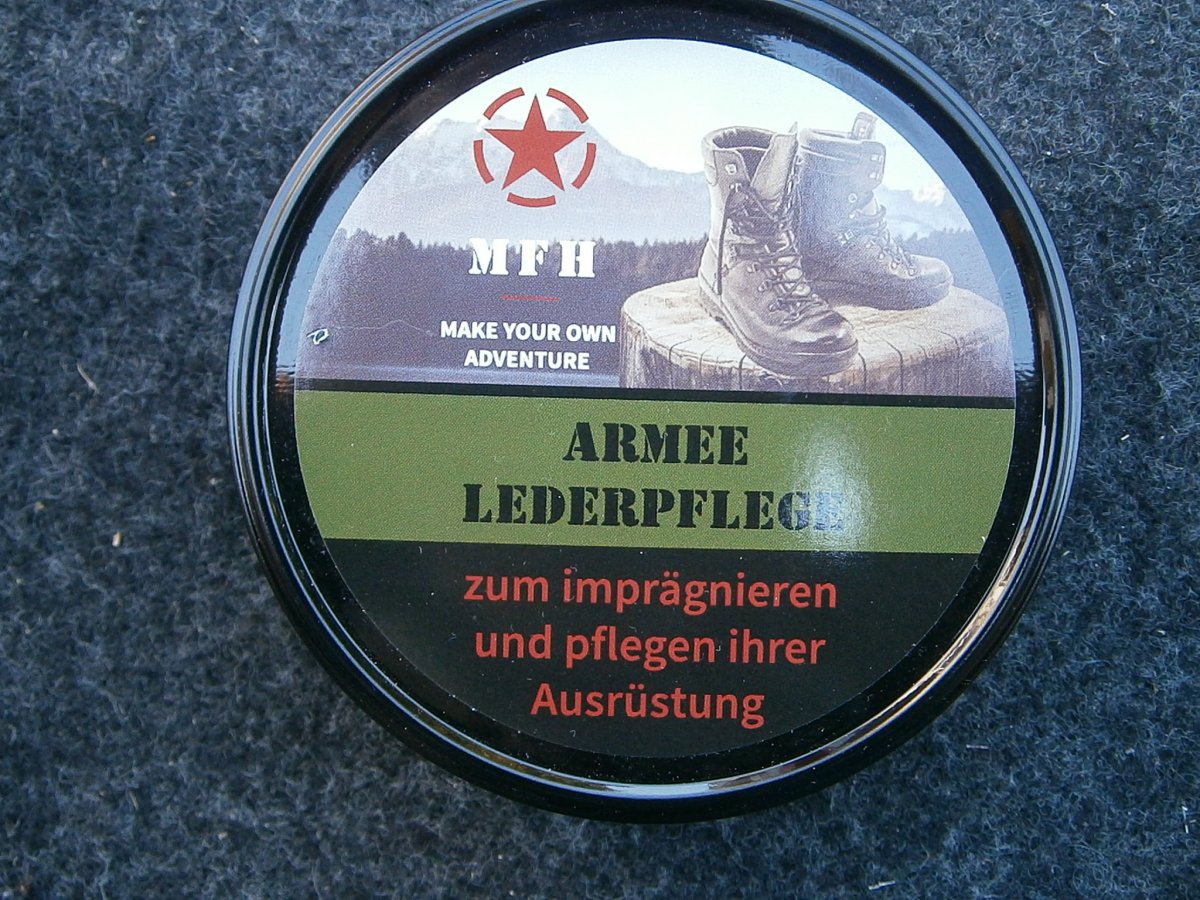 MFH
MAKE YOUR OWN
ADVENTURE
ARMEE
LEDERPFLEGE
zum imprägnieren
und pflegen ihrer
Ausrüstung